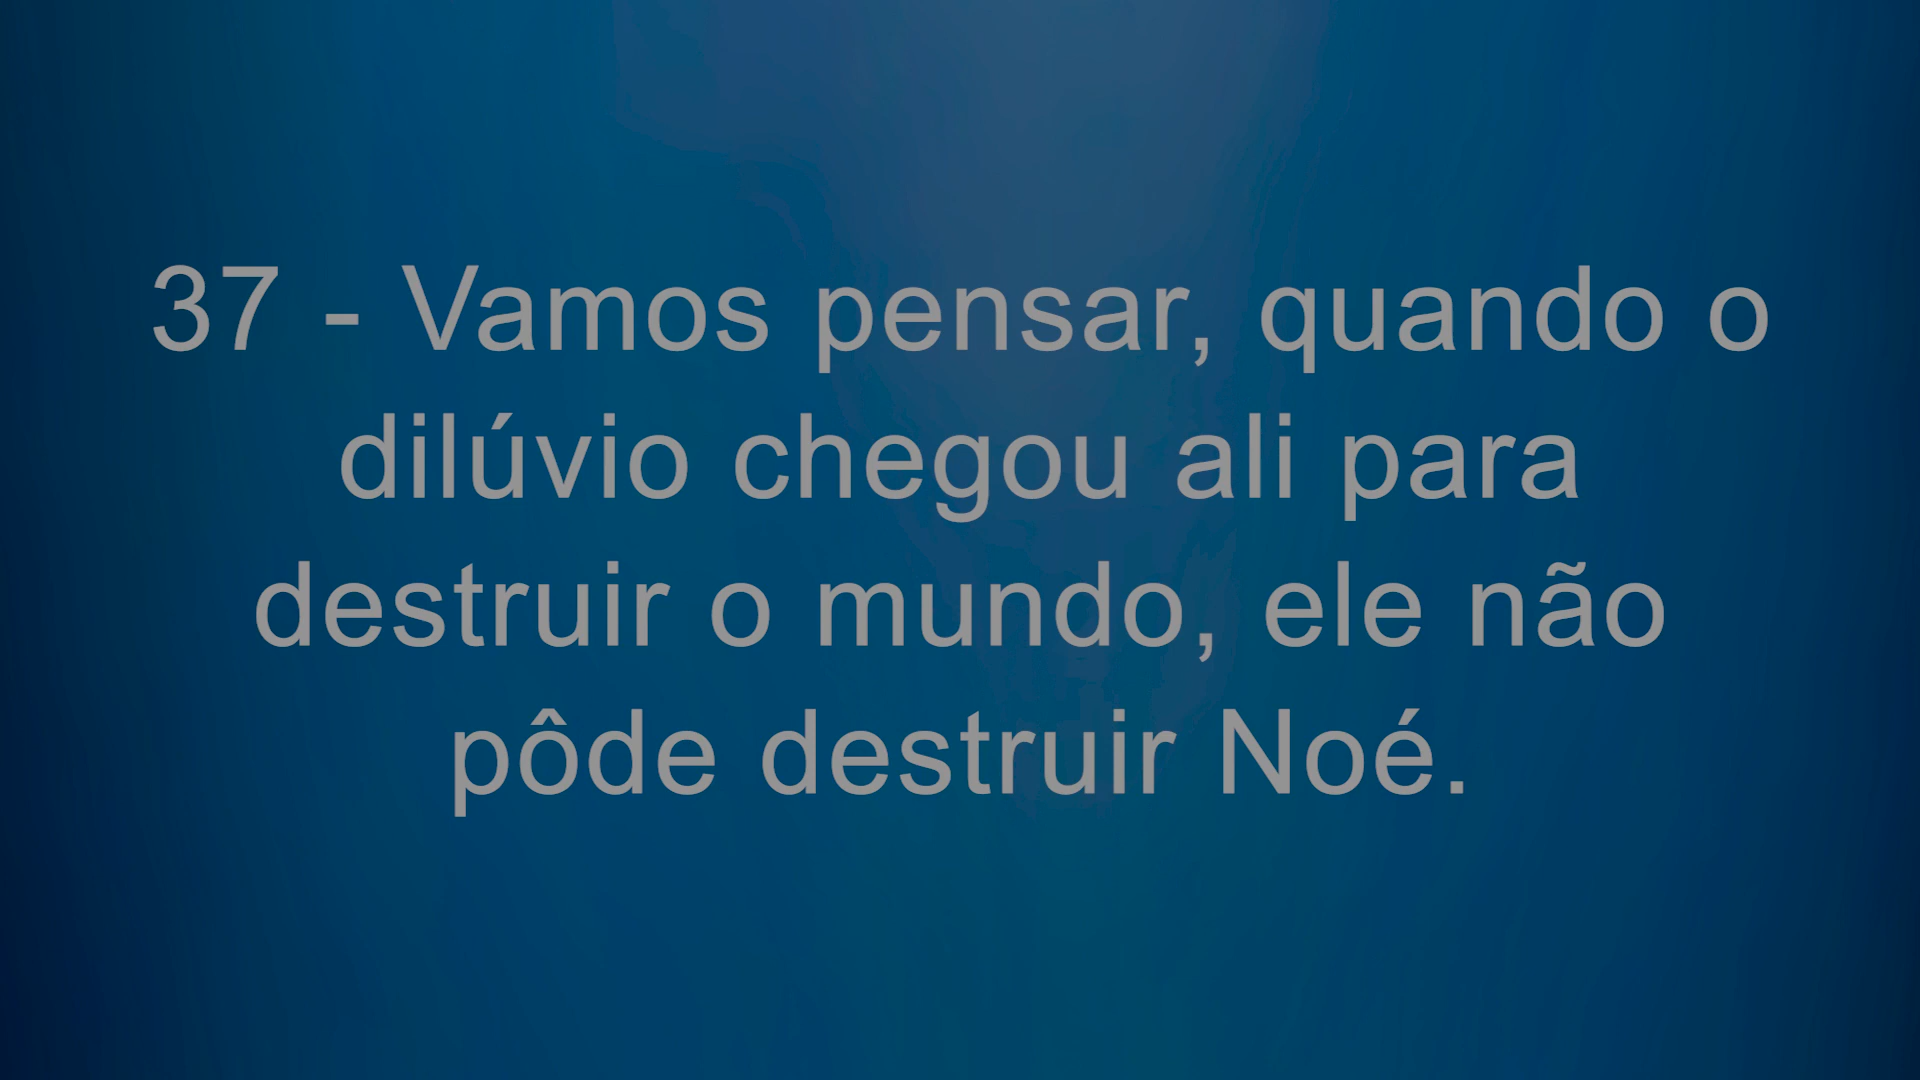 37 - Vamos pensar, quando o
dilúvio chegou ali para
destruir o mundo, ele não
pôde destruir Noé.